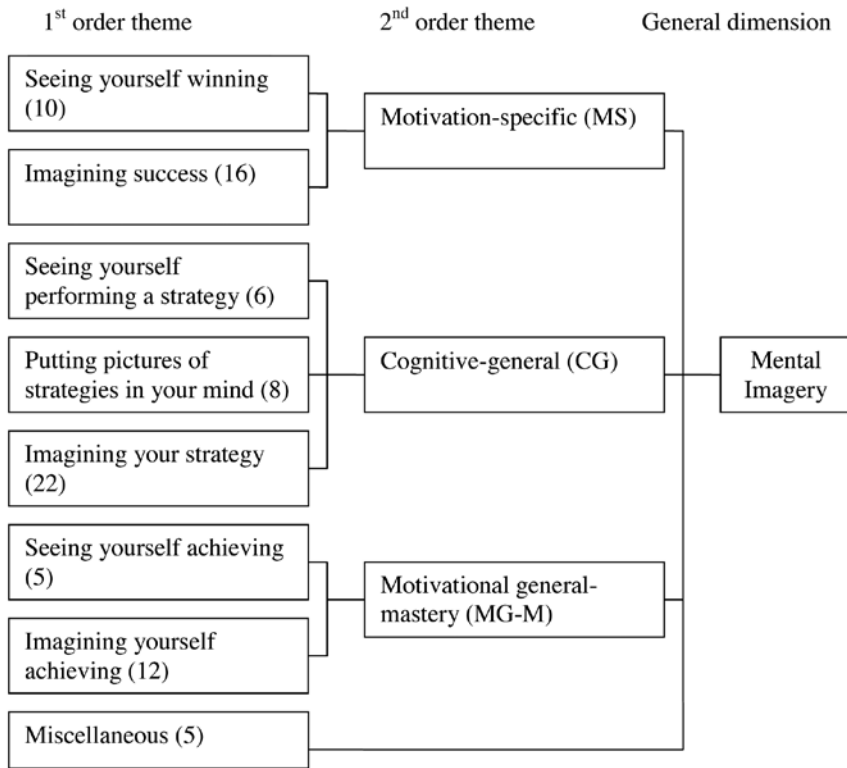 1st order theme
2nd order theme
General dimension
Seeing yourself winning
(10)
Imagining success (16)
Motivation-specific (MS)
Seeing yourself
performing a strategy (6)
Putting pictures of
strategies in your mind (8)
Imagining your strategy
(22)
Cognitive-general (CG)
Mental
Imagery
Seeing yourself achieving
(5)
Imagining yourself
achieving (12)
Motivational general-
mastery (MG-M)
Miscellaneous (5)